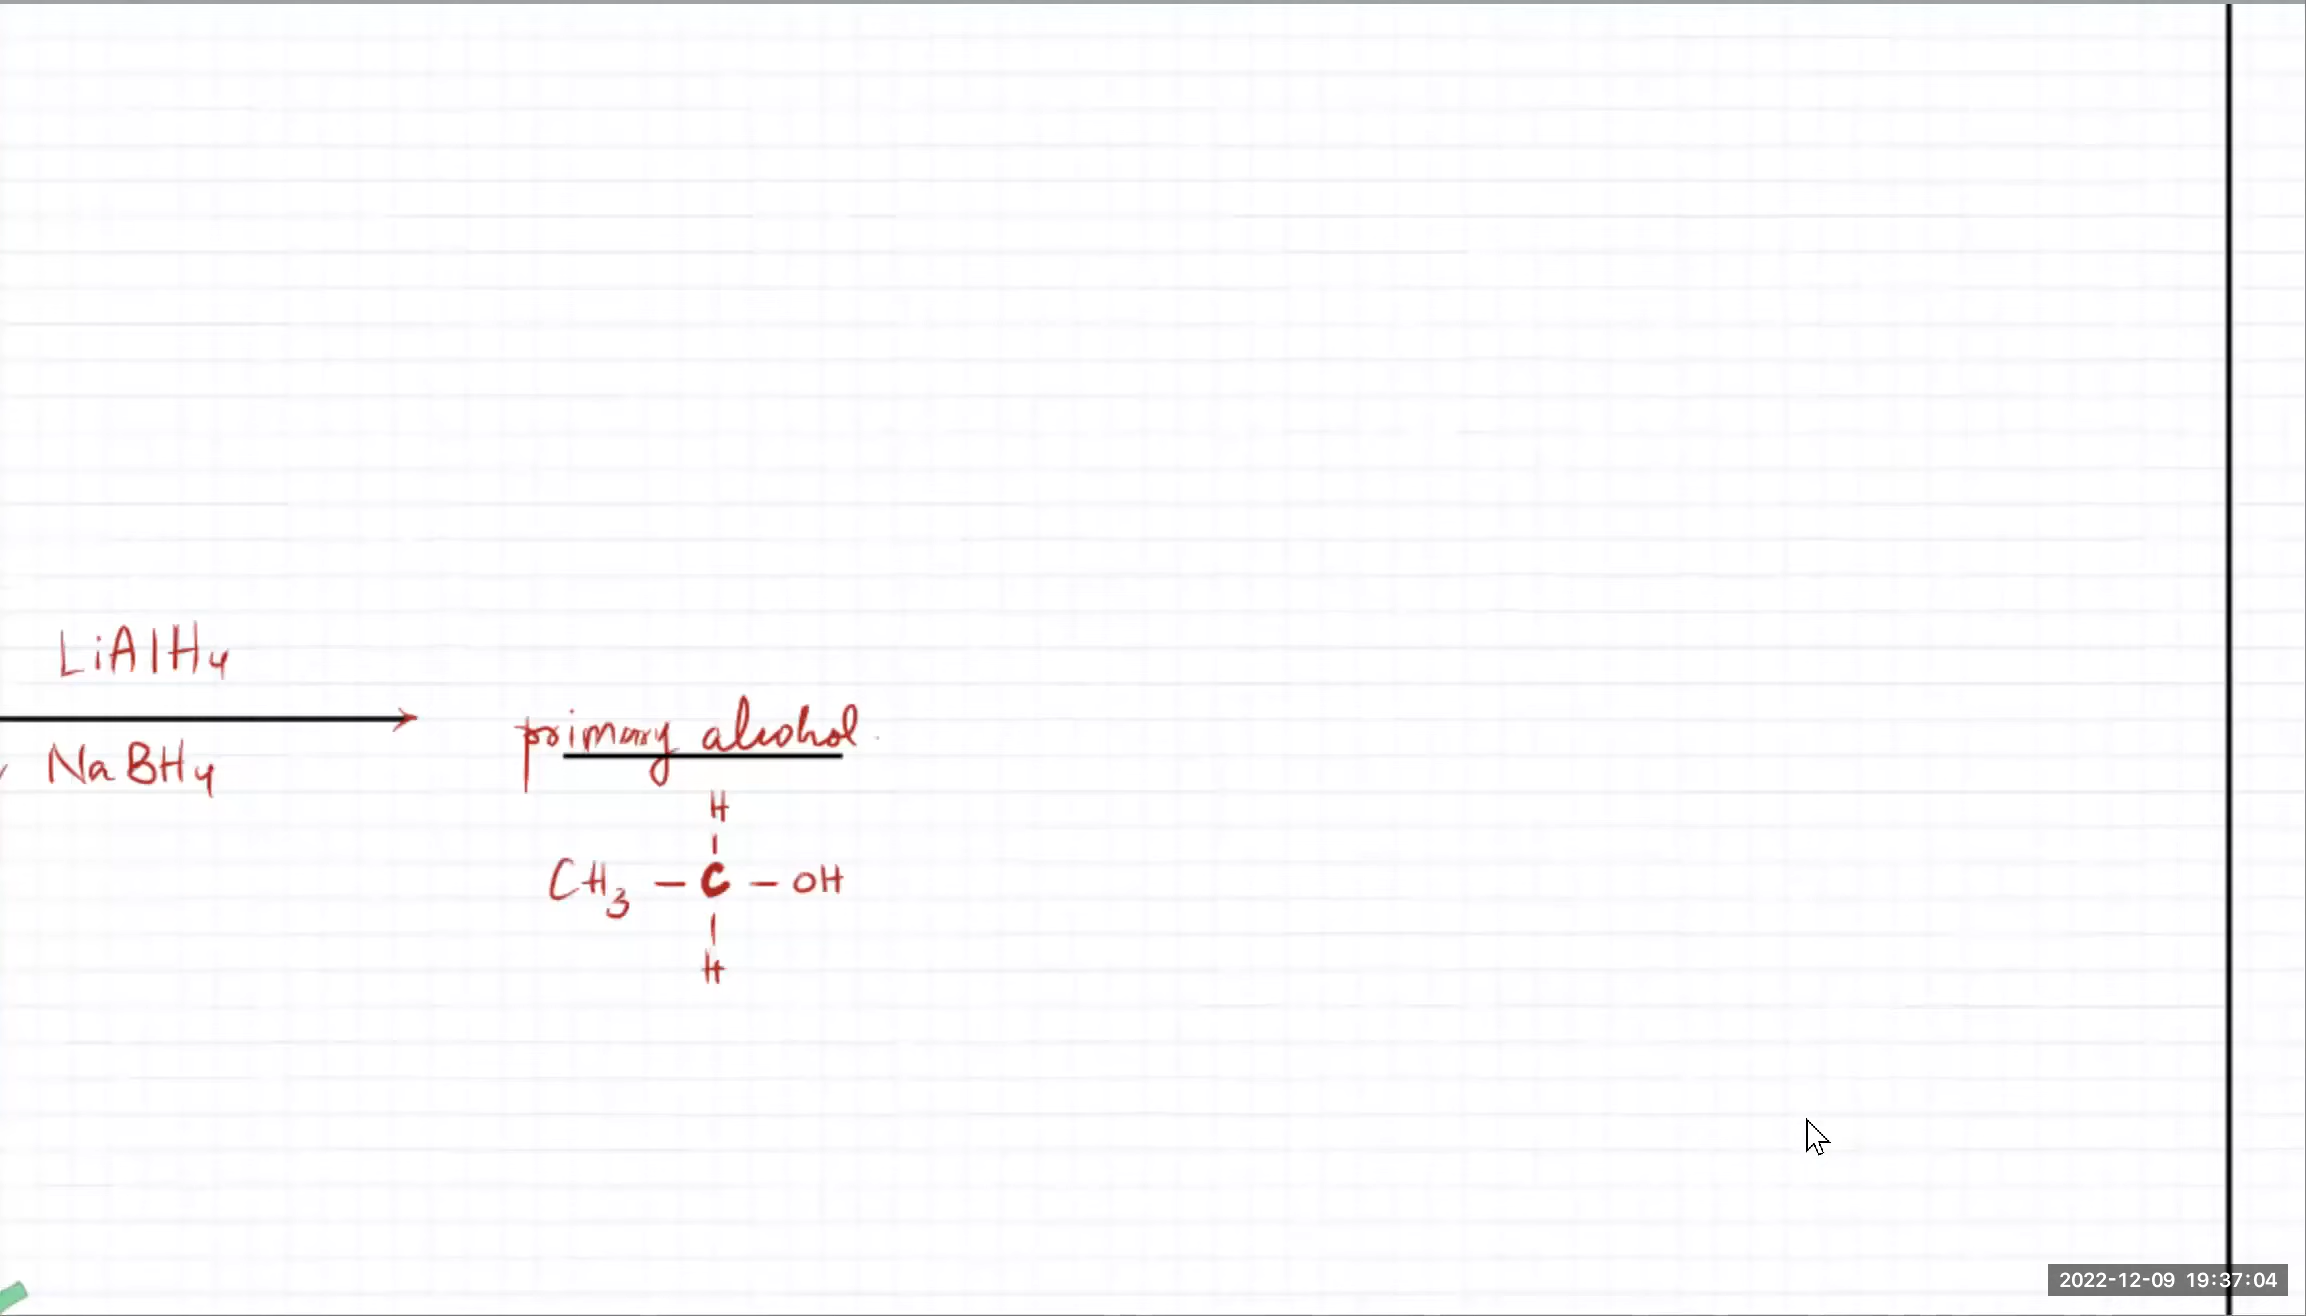 LiAlH4
NaBH4
primary alcohol
H
CH3 - C - OH
H
2022-12-09 19:37:04